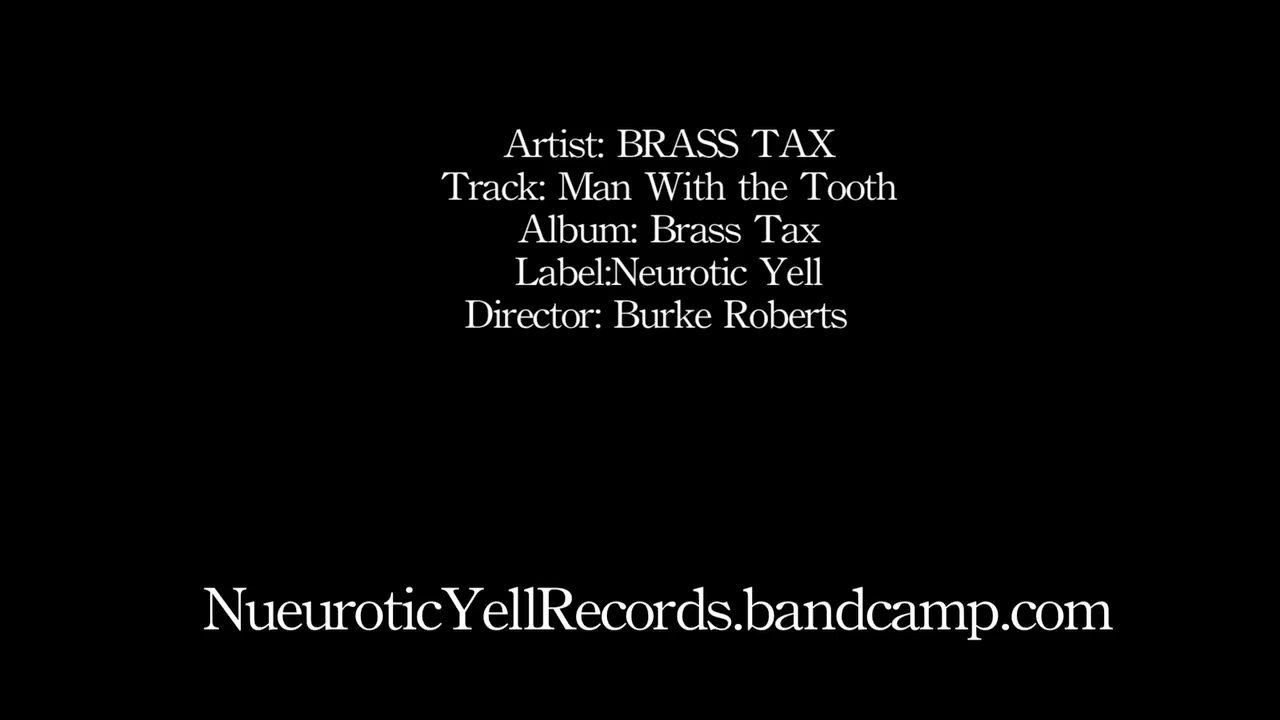 Artist: BRASS TAX
Track: Man With the Tooth
Album: Brass Tax
Label:Neurotic Yell
Director: Burke Roberts
NueuroticYellRecords.bandcamp.com